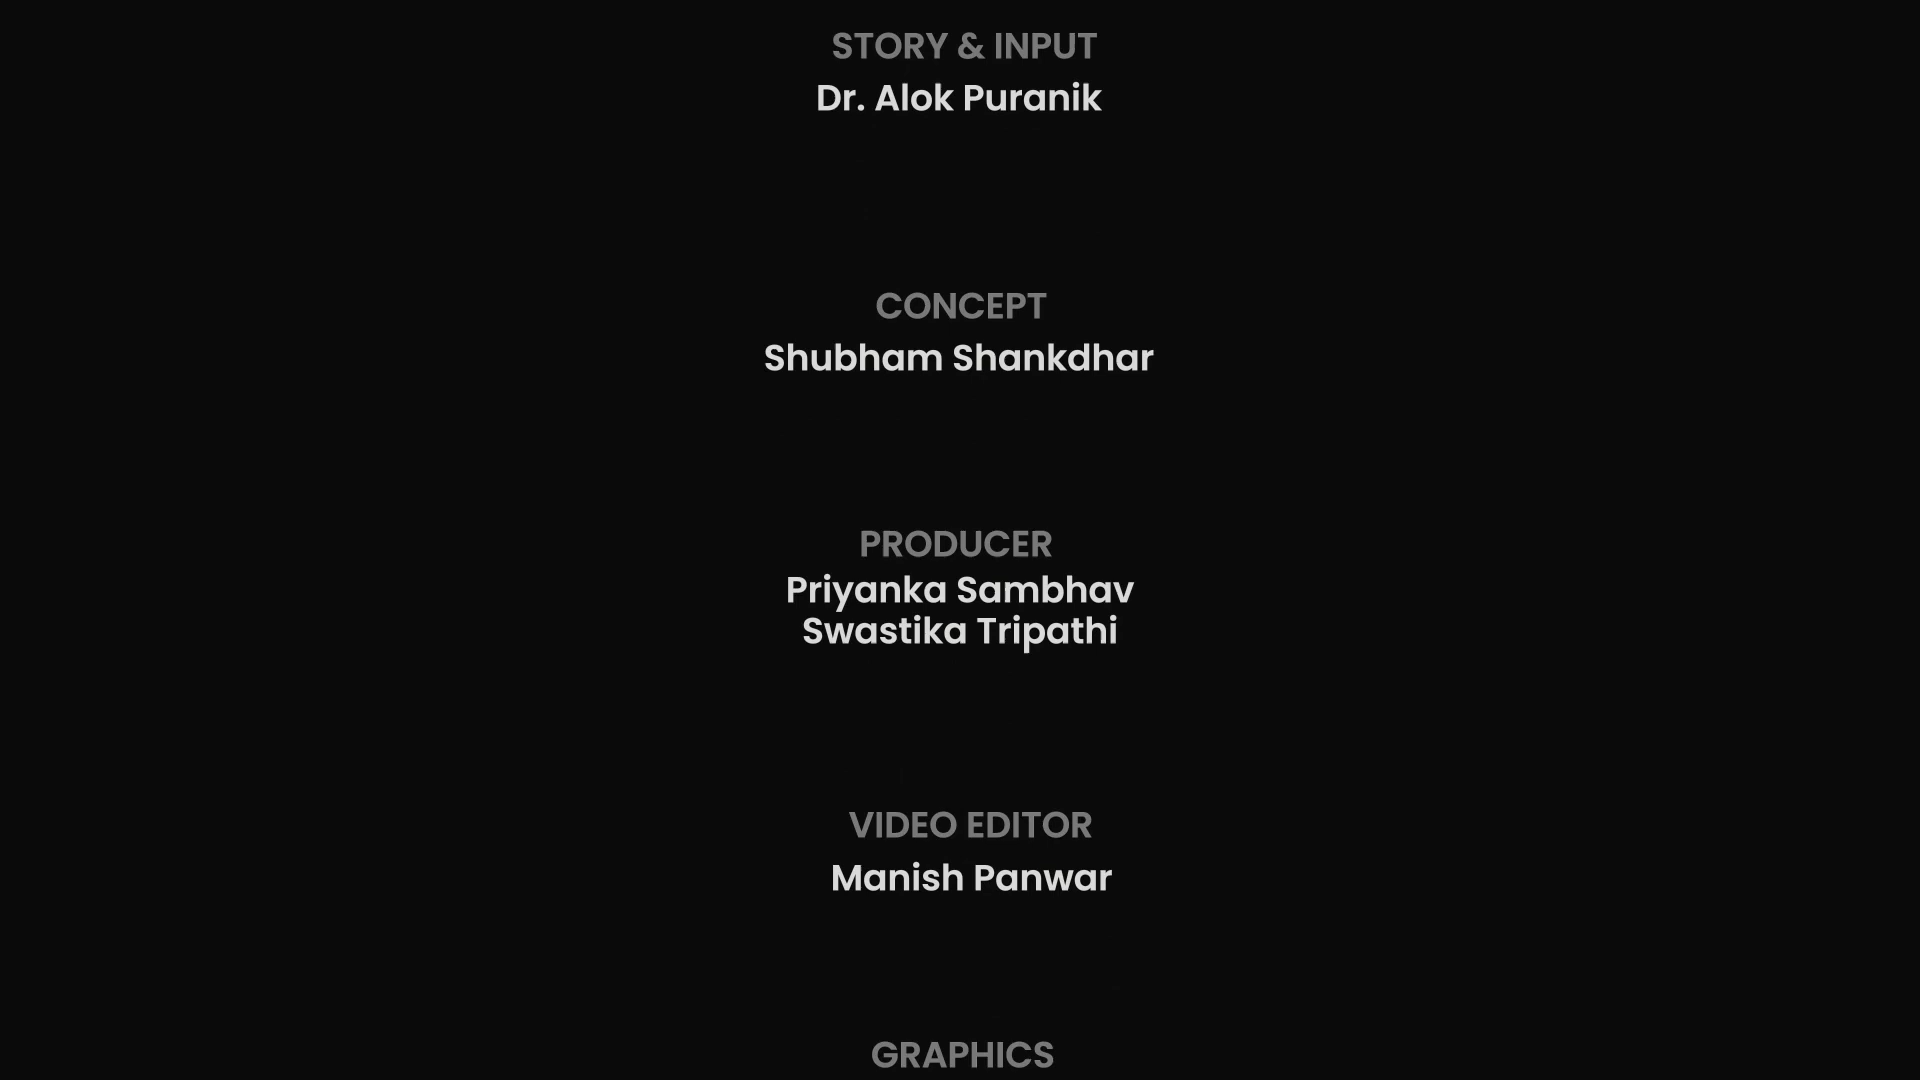 STORY & INPUT
Dr. Alok Puranik
CONCEPT
Shubham Shankdhar
PRODUCER
Priyanka Sambhav
Swastika Tripathi
VIDEO EDITOR
Manish Panwar
GRAPHICS